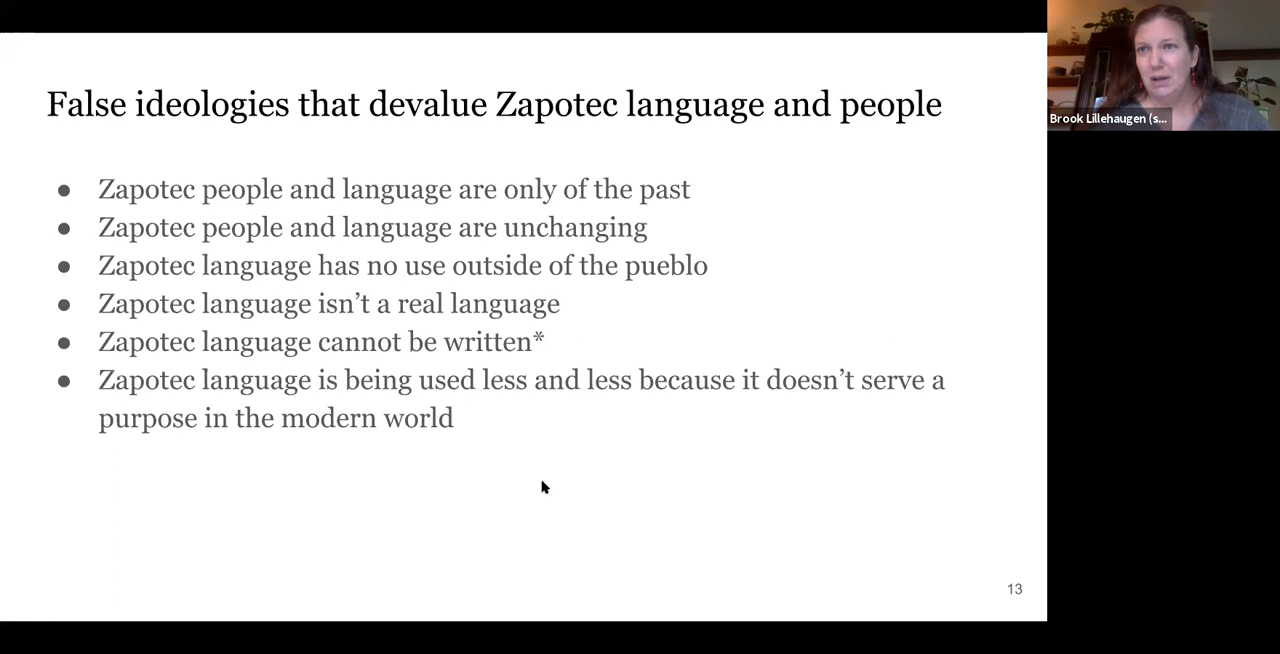 False ideologies that devalue Zapotec language and people
● Zapotec people and language are only of the past
● Zapotec people and language are unchanging
● Zapotec language has no use outside of the pueblo
● Zapotec language isn’t a real language
● Zapotec language cannot be written*
● Zapotec language is being used less and less because it doesn’t serve a
purpose in the modern world
13
Brook Lillehaugen (s...